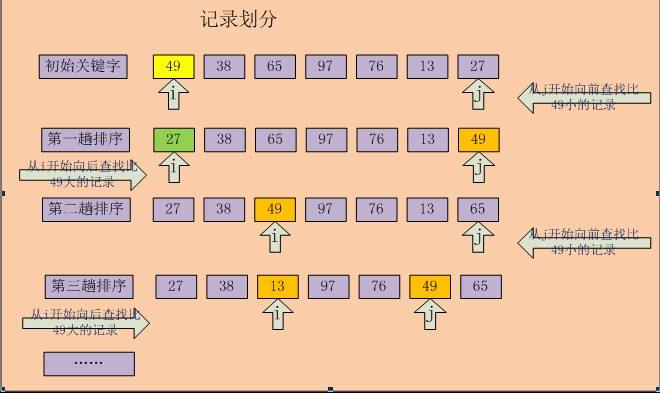 记录划分
初始关键字 49 38 65 97 76 13 27
i j
从j开始向前查找比
49小的记录
第一趟排序 27 38 65 97 76 13 49
i j
从i开始向后查找比
49大的记录
第二趟排序 27 38 49 97 76 13 65
i j
从j开始向前查找比
49小的记录
第三趟排序 27 38 13 97 76 49 65
i j
从i开始向后查找比
49大的记录
……